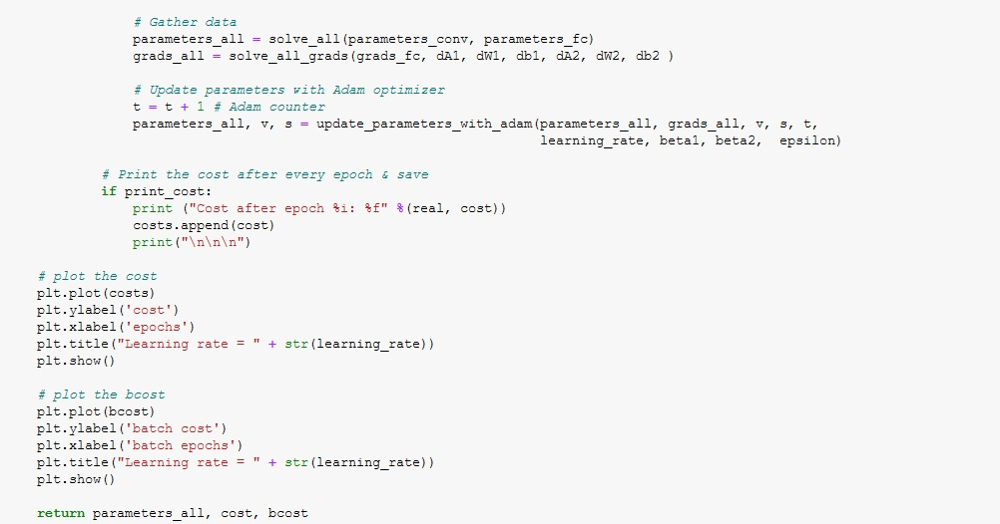 # Gather data
parameters_all = solve_all(parameters_conv, parameters_fc)
grads_all = solve_all_grads(grads_fc, dA1, dW1, db1, dA2, dW2, db2 )
# Update parameters with Adam optimizer
t = t + 1 # Adam counter
parameters_all, v, s = update_parameters_with_adam(parameters_all, grads_all, v, s, t,
learning_rate, beta1, beta2,  epsilon)
# Print the cost after every epoch & save
if print_cost:
print ("Cost after epoch %i: %f" %(real, cost))
costs.append(cost)
print("\n\n\n")
# plot the cost
plt.plot(costs)
plt.ylabel('cost')
plt.xlabel('epochs')
plt.title("Learning rate = " + str(learning_rate))
plt.show()
# plot the bcost
plt.plot(bcost)
plt.ylabel('batch cost')
plt.xlabel('batch epochs')
plt.title("Learning rate = " + str(learning_rate))
plt.show()
return parameters_all, cost, bcost